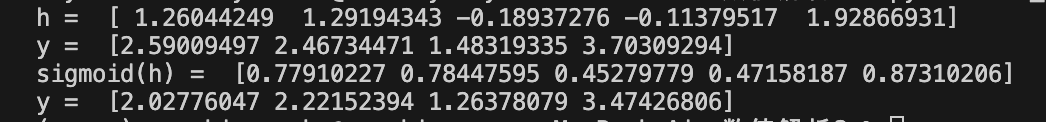 h =  [ 1.26044249  1.29194343 -0.18937276 -0.11379517  1.92866931]
y =  [2.59009497 2.46734471 1.48319335 3.70309294]
sigmoid(h) =  [0.77910227 0.78447595 0.45279779 0.47158187 0.87310206]
y =  [2.02776047 2.22152394 1.26378079 3.47426806]